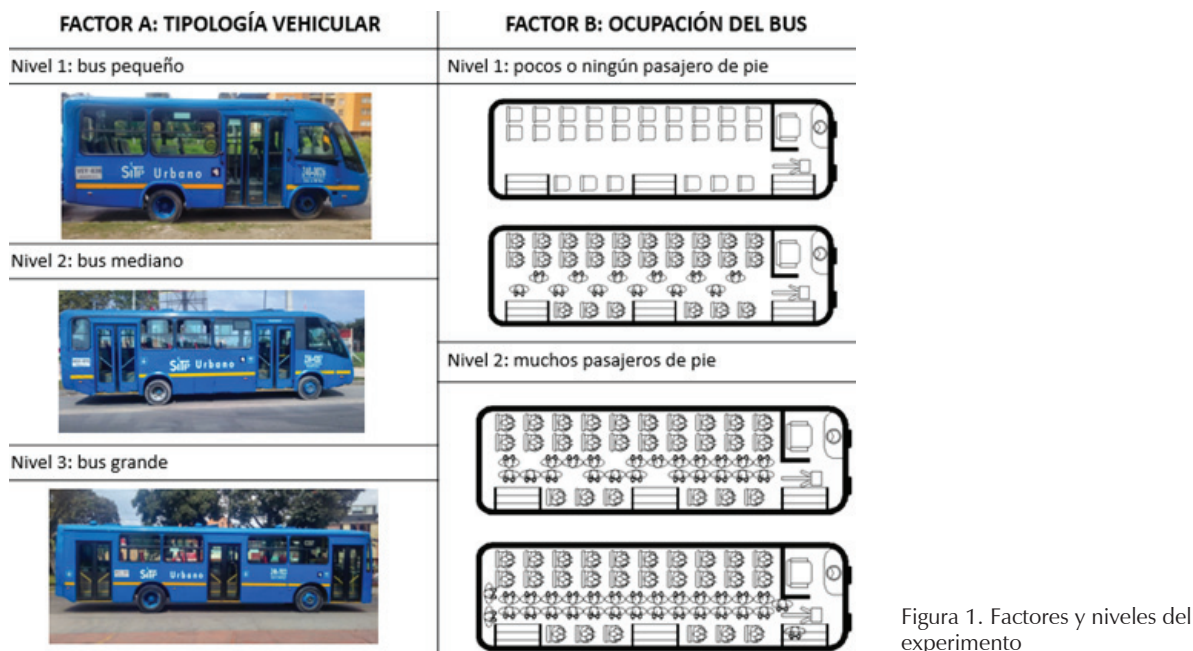 FACTOR A: TIPOLOGÍA VEHICULAR
FACTOR B: OCUPACIÓN DEL BUS
Nivel 1: bus pequeño
Nivel 1: pocos o ningún pasajero de pie
SiTP Urbano
Nivel 2: bus mediano
SiTP Urbano
Nivel 2: muchos pasajeros de pie
Nivel 3: bus grande
SiTP Urbano
Figura 1. Factores y niveles del
experimento